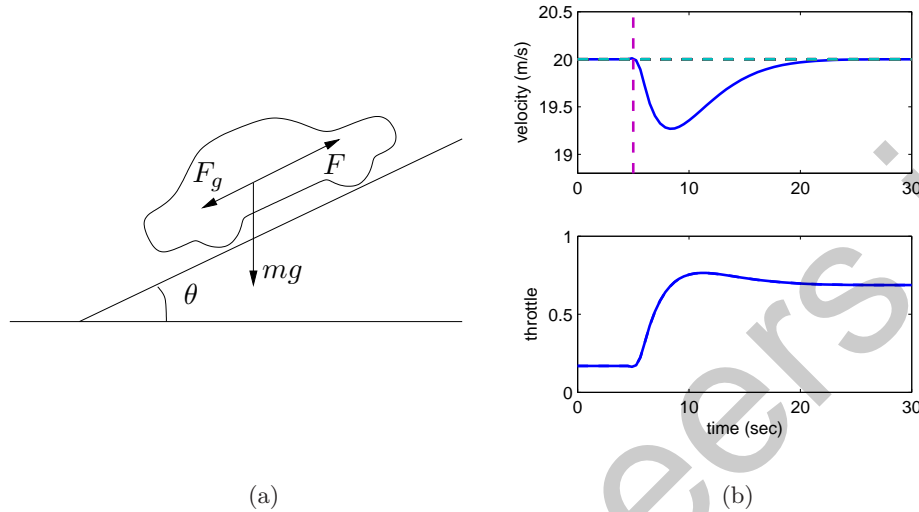 F_g
F
mg
θ
(a)
20.5
20
19.5
19
velocity (m/s)
0 10 20 30
1
0.5
0
throttle
0 10 20 30
time (sec)
(b)
eers